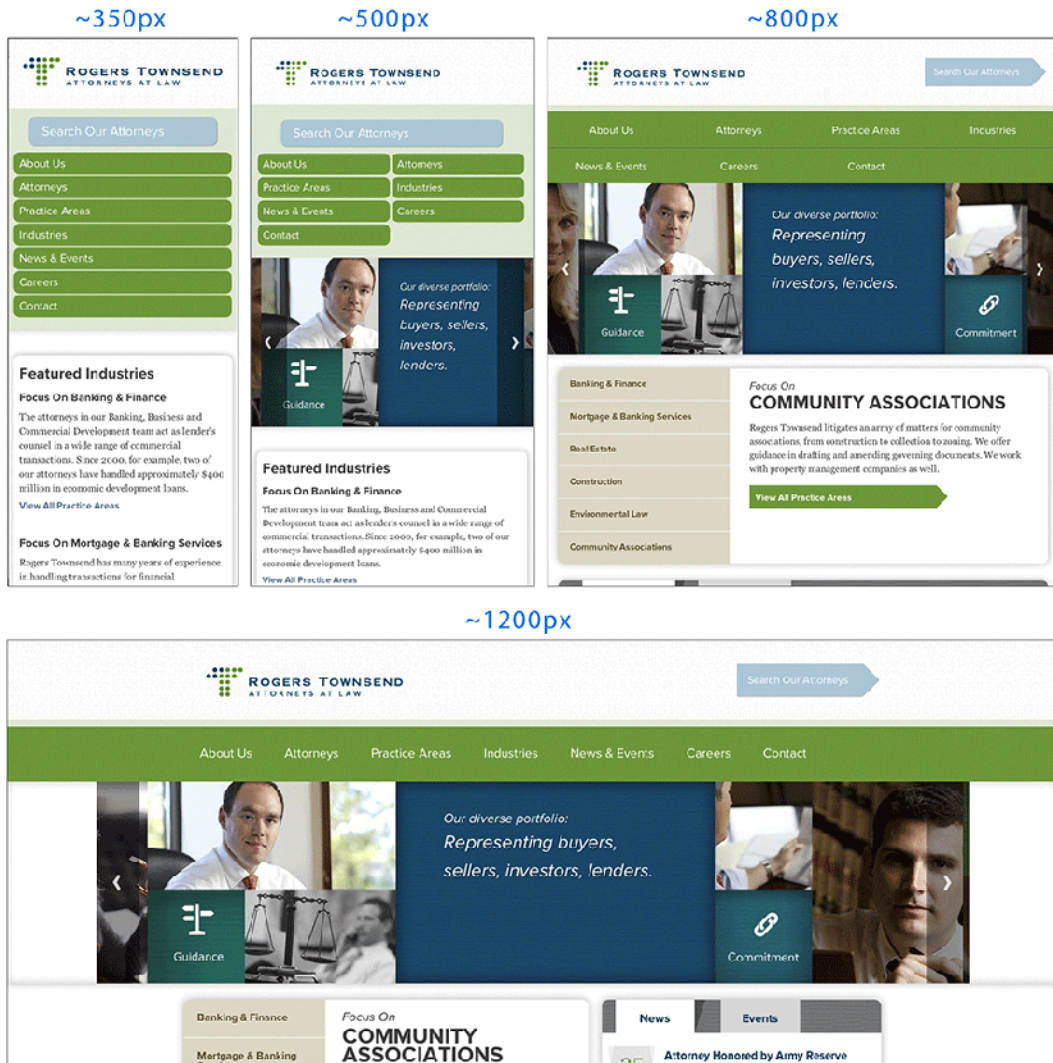 ~350px
ROGERS TOWNSEND
ATTORNEYS AT LAW
Search Our Attorneys
About Us
Attorneys
Practice Areas
Industries
News & Events
Careers
Contact
Featured Industries
Focus On Banking & Finance
The attorneys in our Banking, Business and
Commercial Development team act as lender's
counsel in a wide range of commercial
transactions. Since 2000, for example, two of
our attorneys have handled approximately $400
million in economic development loans.
View All Practice Areas
Focus On Mortgage & Banking Services
Rogers Townsend has many years of experience
in handling transactions for financial
~500px
ROGERS TOWNSEND
ATTORNEYS AT LAW
Search Our Attorneys
About Us
Attorneys
Practice Areas
Industries
News & Events
Careers
Contact
Our diverse portfolio:
Representing
buyers, sellers,
investors,
lenders.
Guidance
Featured Industries
Focus On Banking & Finance
The attorneys in our Banking, Business and Commercial
Development team act as lender's counsel in a wide range of
commercial transactions. Since 2000, for example, two of our
attorneys have handled approximately $400 million in
economic development loans.
View All Practice Areas
~800px
ROGERS TOWNSEND
ATTORNEYS AT LAW
Search Our Attorneys
About Us
Attorneys
Practice Areas
Industries
News & Events
Careers
Contact
Our diverse portfolio:
Representing
buyers, sellers,
investors, lenders.
Guidance
Commitment
Banking & Finance
Mortgage & Banking Services
Real Estate
Construction
Environmental Law
Community Associations
Focus On
COMMUNITY ASSOCIATIONS
Rogers Townsend litigates an array of matters for community
associations, from construction to collection to zoning. We offer
guidance in drafting and amending governing documents. We work
with property management companies as well.
View All Practice Areas
~1200px
ROGERS TOWNSEND
ATTORNEYS AT LAW
Search Our Attorneys
About Us
Attorneys
Practice Areas
Industries
News & Events
Careers
Contact
Our diverse portfolio:
Representing buyers,
sellers, investors, lenders.
Guidance
Commitment
Banking & Finance
Mortgage & Banking
Focus On
COMMUNITY
ASSOCIATIONS
News
Events
Attorney Honored by Army Reserve